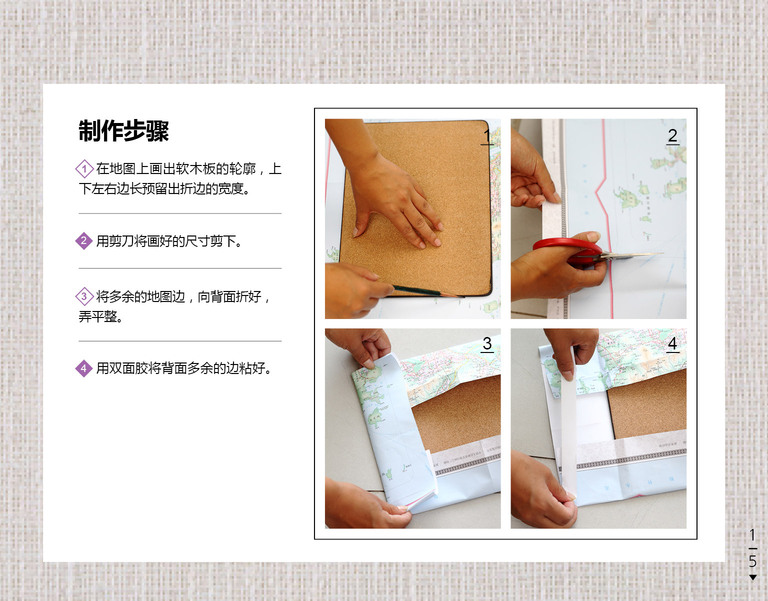 制作步骤
1 在地图上画出软木板的轮廓，上
下左右边长预留出折边的宽度。
2 用剪刀将画好的尺寸剪下。
3 将多余的地图边，向背面折好，
弄平整。
4 用双面胶将背面多余的边粘好。
1
2
3
4
1
5